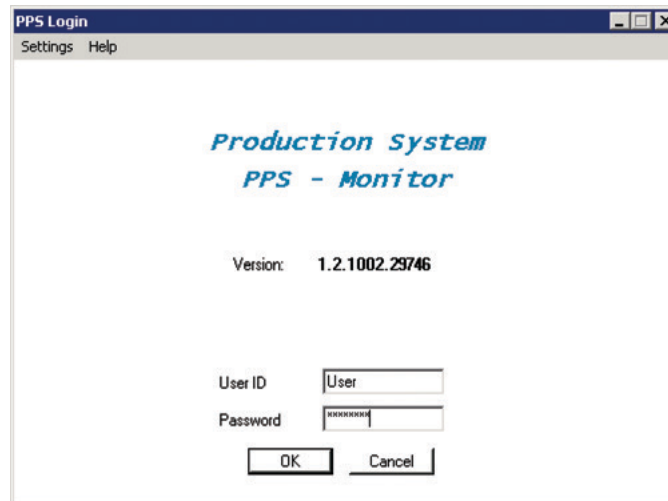 PPS Login
Settings Help
Production System
PPS - Monitor
Version: 1.2.1002.29746
User ID User
Password ********
OK Cancel